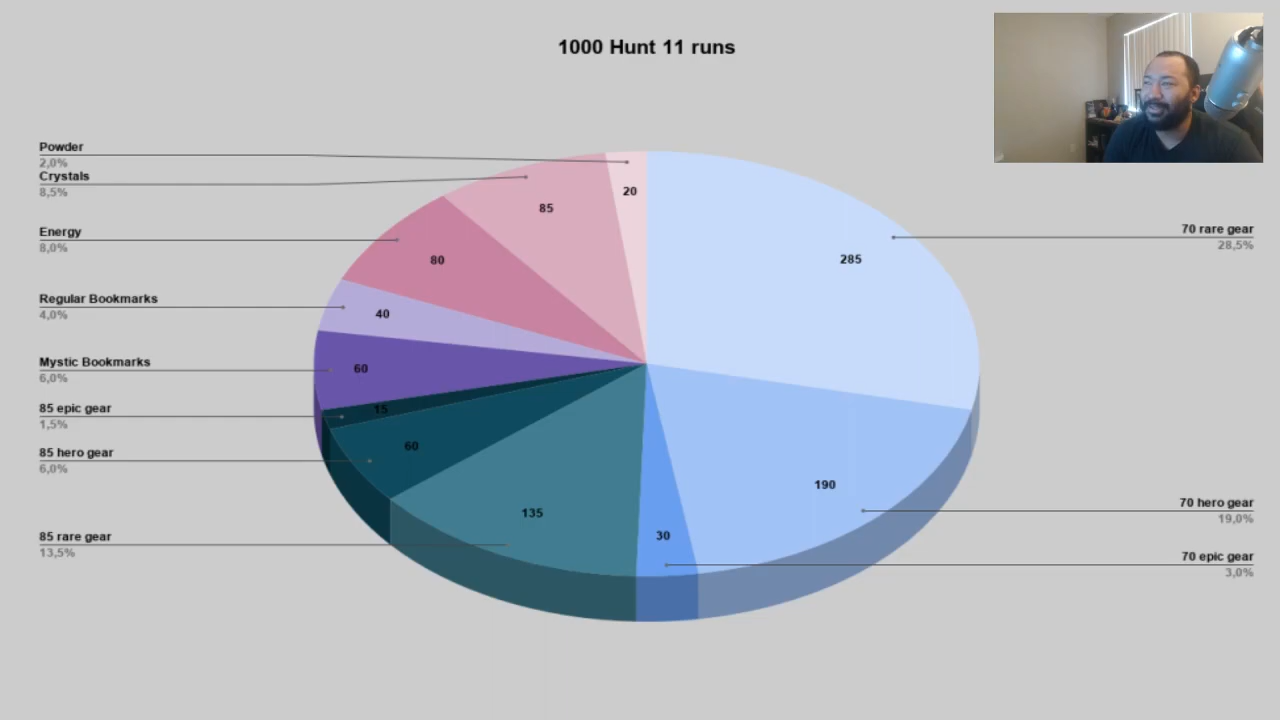 1000 Hunt 11 runs
Powder
2,0%
Crystals
8,5%
Energy
8,0%
Regular Bookmarks
4,0%
Mystic Bookmarks
6,0%
85 epic gear
1,5%
85 hero gear
6,0%
85 rare gear
13,5%
20
85
80
40
60
15
60
135
30
190
285
70 rare gear
28,5%
70 hero gear
19,0%
70 epic gear
3,0%